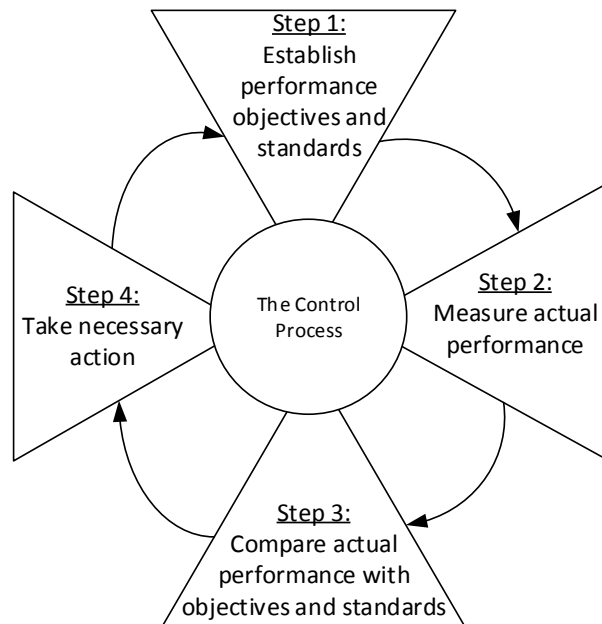 Step 1:
Establish
performance
objectives and
standards
Step 2:
Measure actual
performance
Step 3:
Compare actual
performance with
objectives and standards
Step 4:
Take necessary
action
The Control
Process